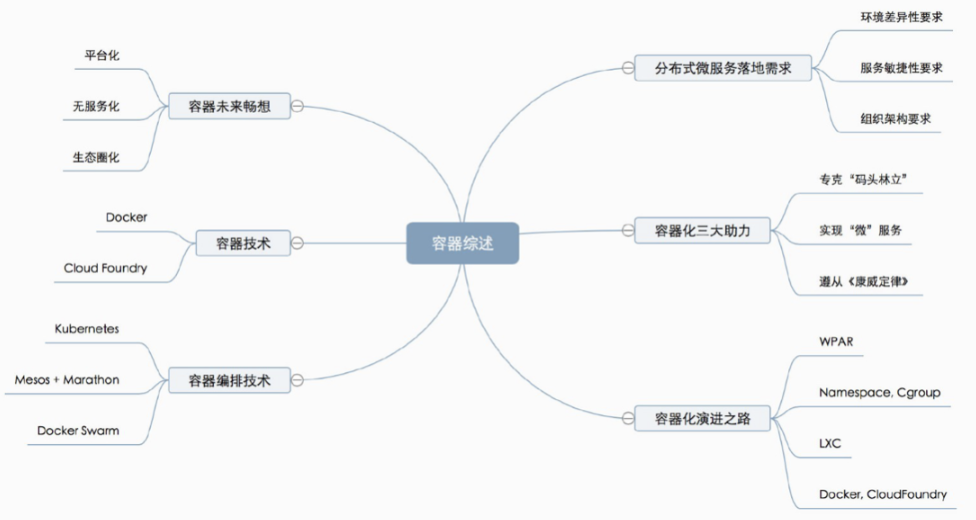 容器综述
分布式微服务落地需求
环境差异性要求
服务敏捷性要求
组织架构要求
容器化三大助力
专克“码头林立”
实现“微”服务
遵从《康威定律》
容器化演进之路
WPAR
Namespace, Cgroup
LXC
Docker, CloudFoundry
容器未来畅想
平台化
无服务化
生态圈化
容器技术
Docker
Cloud Foundry
容器编排技术
Kubernetes
Mesos + Marathon
Docker Swarm